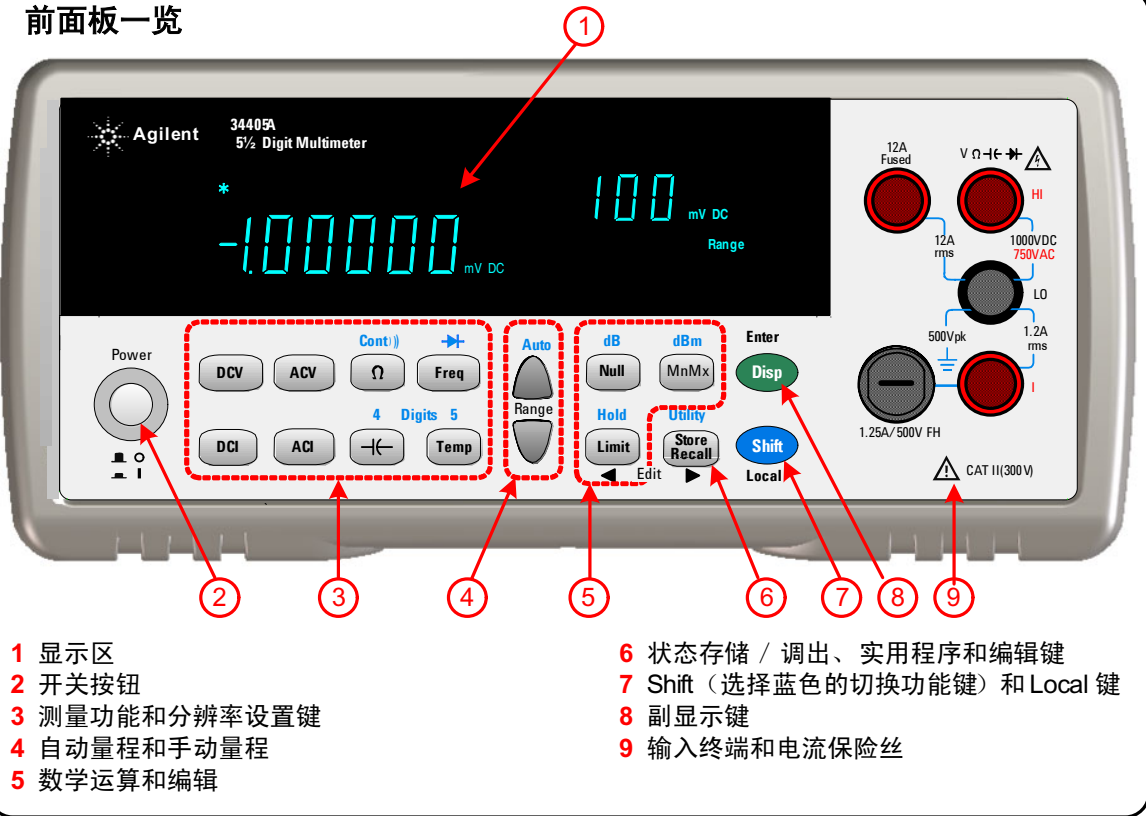 前面板一览
1
Agilent
34405A
5½ Digit Multimeter
*
-1.00000 mV DC
100 mV DC
Range
12A
Fused
V Ω
HI
12A
rms
1000VDC
750VAC
LO
500Vpk
1.2A
rms
I
1.25A/500V FH
CAT II(300V)
Power
Cont
DCV
ACV
Ω
Freq
4 Digits 5
DCI
ACI
Temp
Auto
Range
dB
dBm
Null
MnMx
Hold
Utility
Limit
Store
Recall
Edit
Enter
Disp
Shift
Local
2
3
4
5
6
7
8
9
1 显示区
2 开关按钮
3 测量功能和分辨率设置键
4 自动量程和手动量程
5 数学运算和编辑
6 状态存储 / 调出、实用程序和编辑键
7 Shift（选择蓝色的切换功能键）和 Local 键
8 副显示键
9 输入终端和电流保险丝